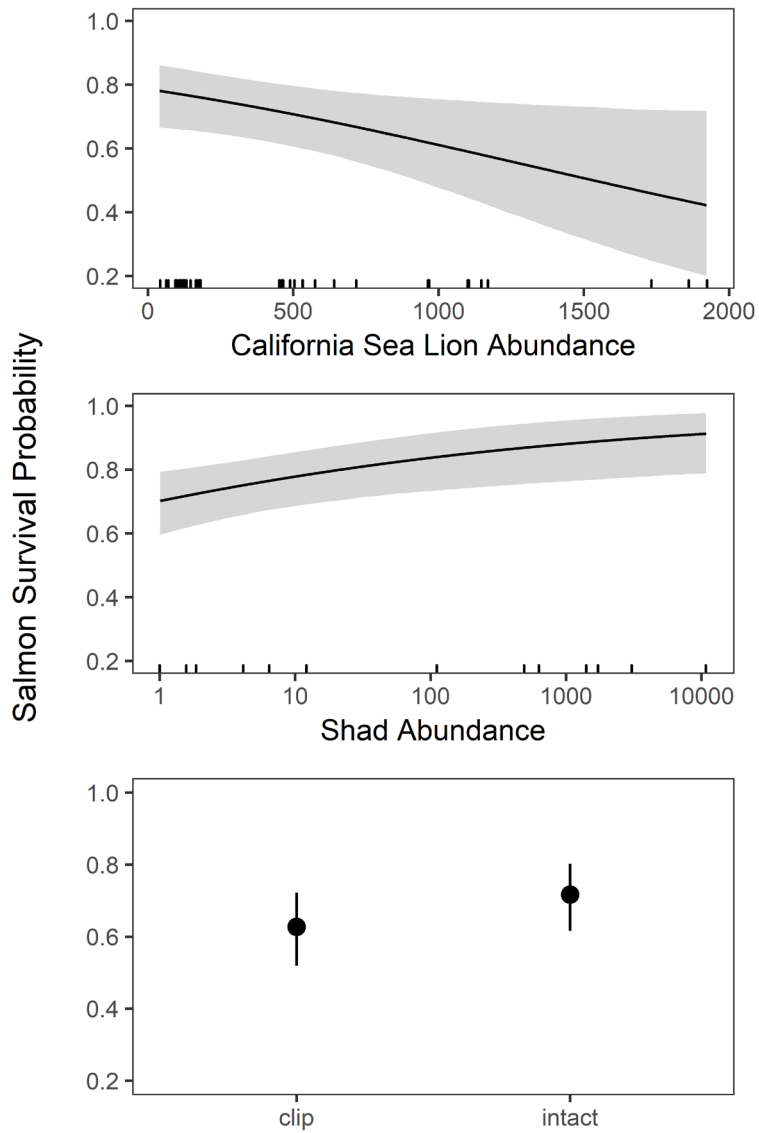 Salmon Survival Probability
1.0
0.8
0.6
0.4
0.2
0 500 1000 1500 2000
California Sea Lion Abundance
1.0
0.8
0.6
0.4
0.2
1 10 100 1000 10000
Shad Abundance
1.0
0.8
0.6
0.4
0.2
clip intact